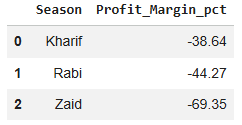 Season Profit_Margin_pct
0 Kharif -38.64
1 Rabi -44.27
2 Zaid -69.35